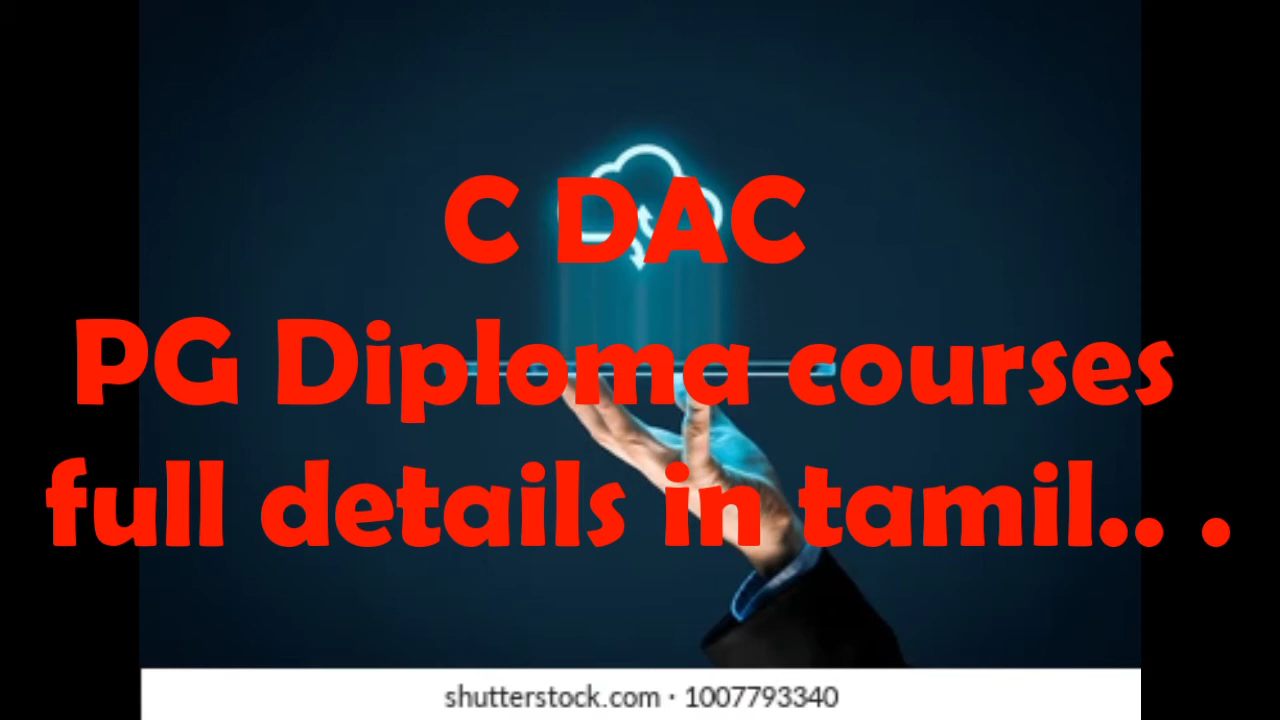 C DAC
PG Diploma courses
full details in tamil.. .
shutterstock.com · 1007793340